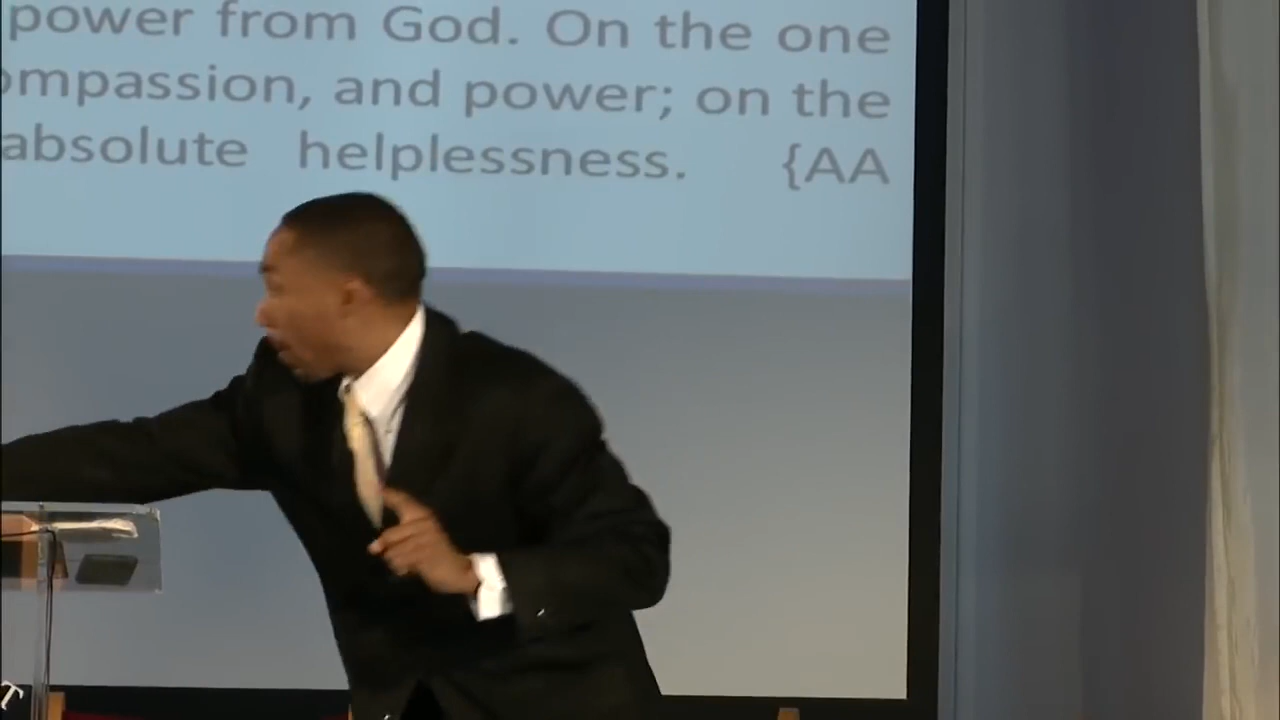 power from God. On the one
ompassion, and power; on the
absolute helplessness. {AA
T